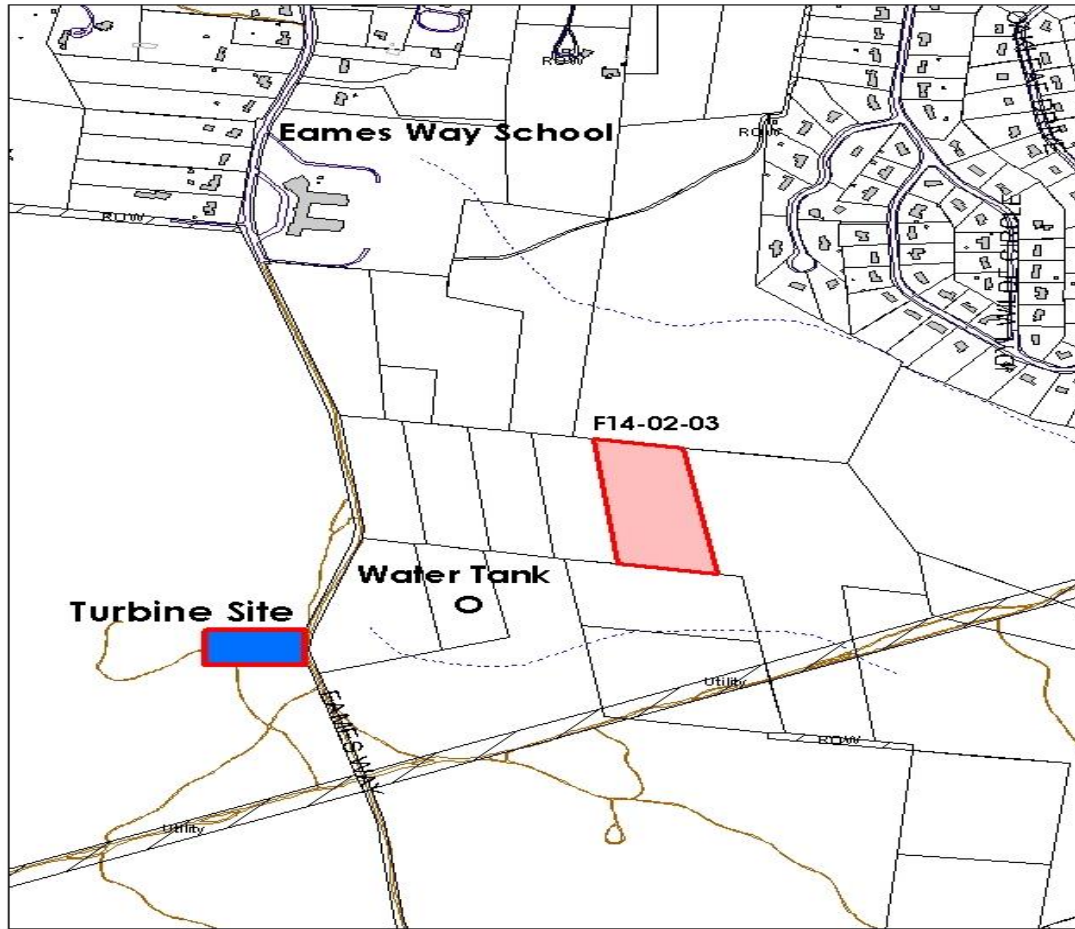 ROW
Eames Way School
ROW
ROW
F14-02-03
Water Tank
Turbine Site
Utility
EAMES WAY
ROW
Utility